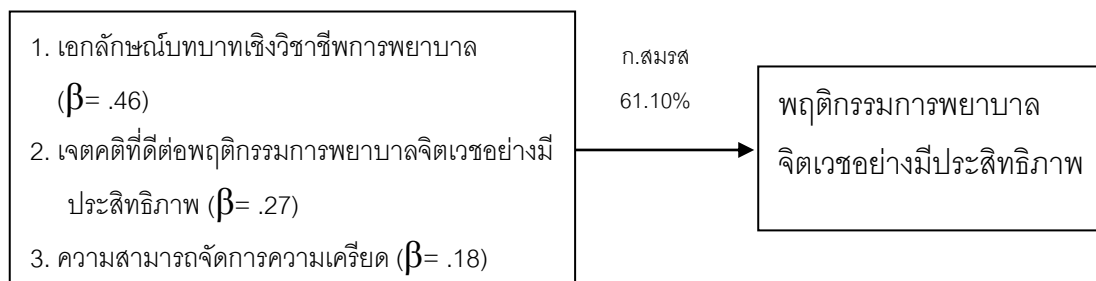 1. เอกลักษณ์บทบาทเชิงวิชาชีพการพยาบาล
(β= .46)
2. เจตคติที่ดีต่อพฤติกรรมการพยาบาลจิตเวชอย่างมี
ประสิทธิภาพ (β= .27)
3. ความสามารถจัดการความเครียด (β= .18)
ก.สมรส
61.10%
พฤติกรรมการพยาบาล
จิตเวชอย่างมีประสิทธิภาพ